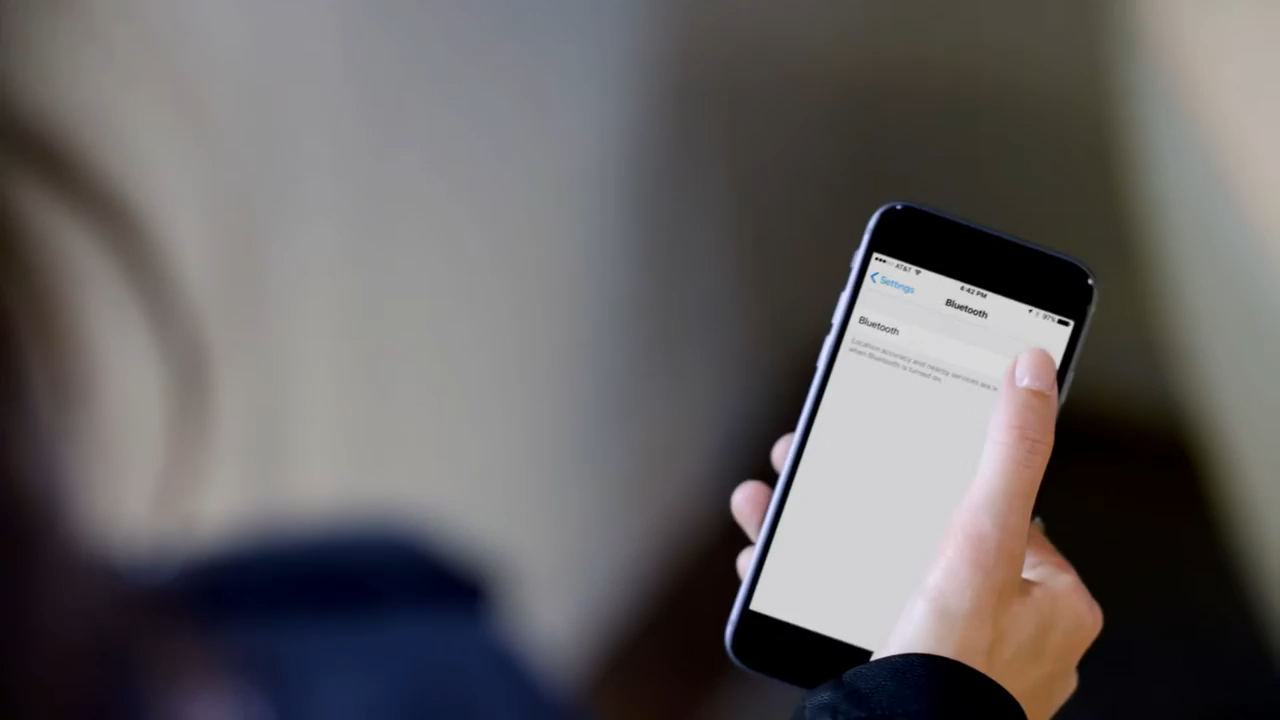 AT&T
4:42 PM
97%
Settings
Bluetooth
Bluetooth
Location accuracy and nearby services are
when Bluetooth is turned on.